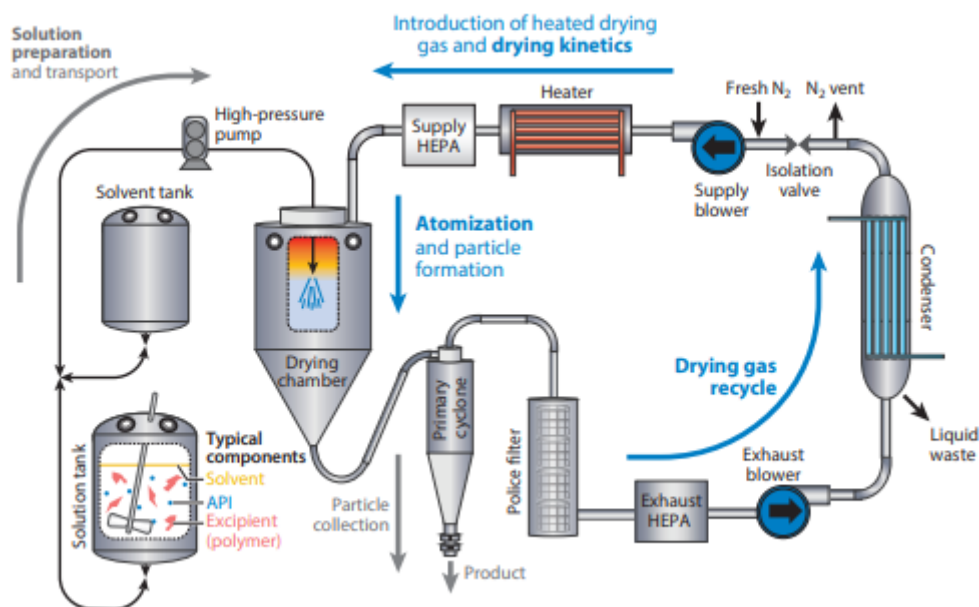 Solution
preparation
and transport
Introduction of heated drying
gas and drying kinetics
High-pressure
pump
Supply
HEPA
Heater
Fresh N₂
N₂ vent
Isolation
valve
Supply
blower
Solvent tank
Atomization
and particle
formation
Condenser
Drying
chamber
Primary
cyclone
Drying gas
recycle
Liquid
waste
Solution tank
Typical
components
Solvent
API
Excipient
(polymer)
Particle
collection
Police filter
Exhaust
HEPA
Exhaust
blower
Product